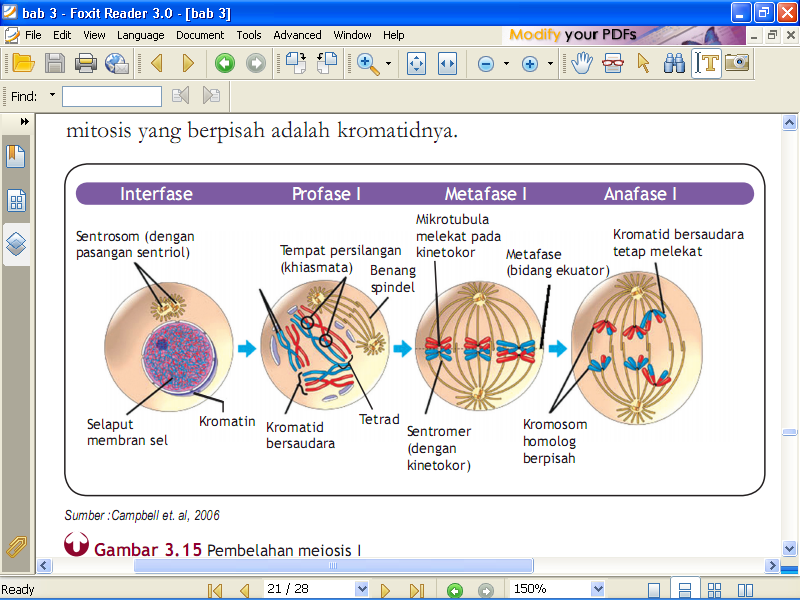 bab 3 - Foxit Reader 3.0 - [bab 3]
File Edit View Language Document Tools Advanced Window Help
Modify your PDFs
Find:
mitosis yang berpisah adalah kromatidnya.
Interfase Profase I Metafase I Anafase I
Sentrosom (dengan
pasangan sentriol)
Selaput
membran sel
Kromatin
Tempat persilangan
(khiasmata)
Benang
spindel
Kromatid
bersaudara
Tetrad
Mikrotubula
melekat pada
kinetokor
Metafase
(bidang ekuator)
Sentromer
(dengan
kinetokor)
Kromatid bersaudara
tetap melekat
Kromosom
homolog
berpisah
Sumber :Campbell et. al, 2006
Gambar 3.15 Pembelahan meiosis I
Ready
21 / 28
150%